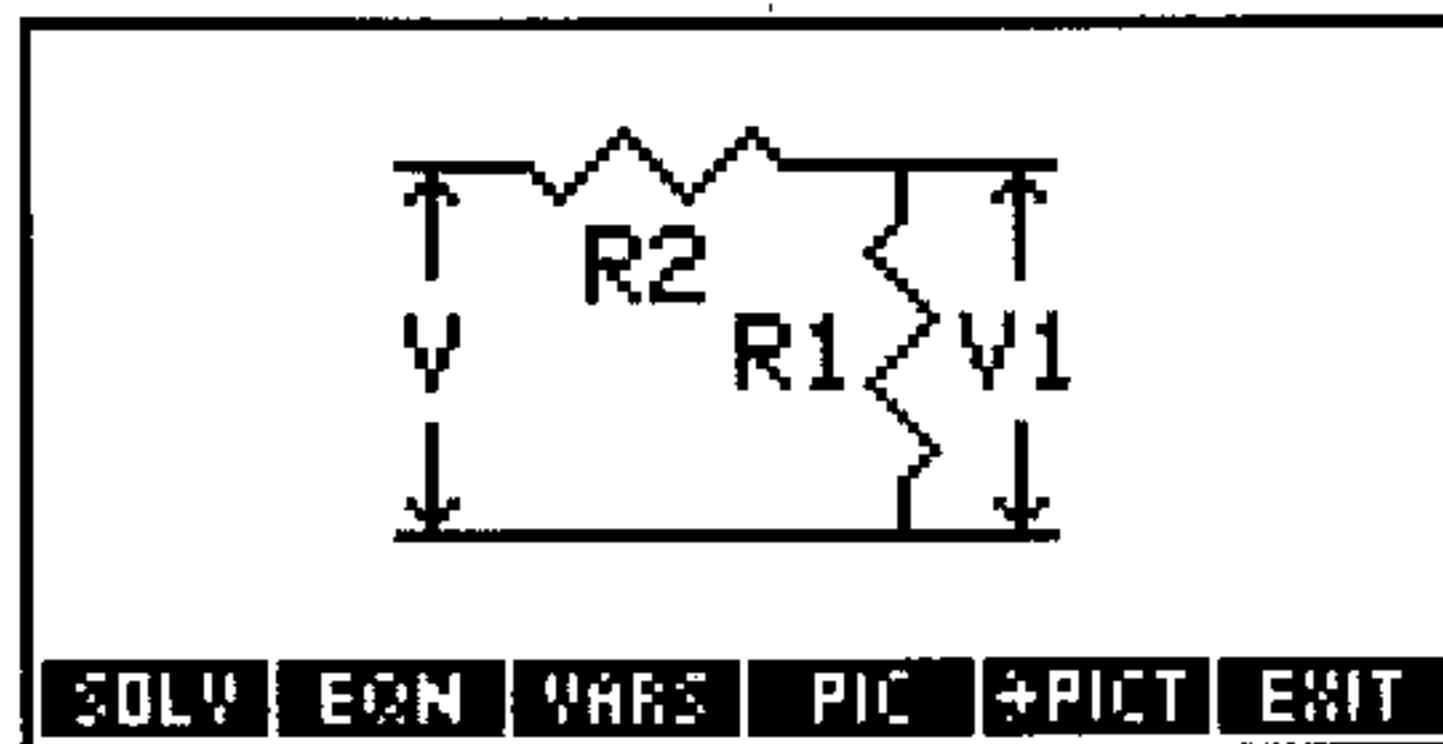 R2
V R1 V1
SOLV EQN VARS PIC →PICT EXIT